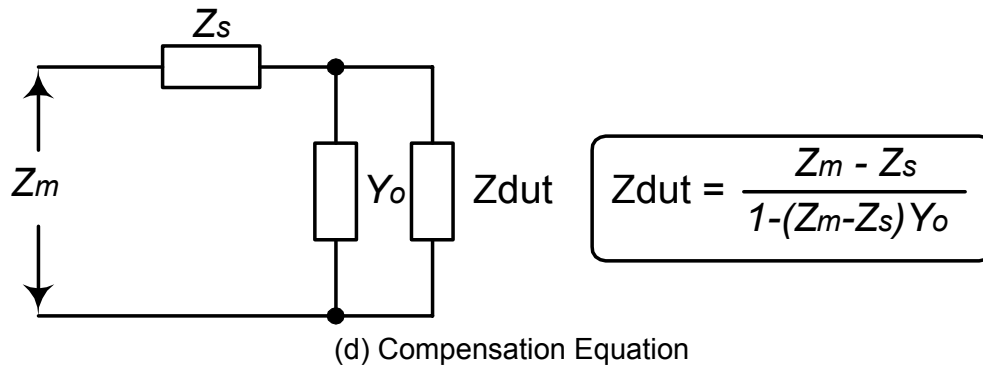 Zs
Zm
Yo
Zdut
Zdut = Zm - Zs
1-(Zm-Zs)Yo
(d) Compensation Equation